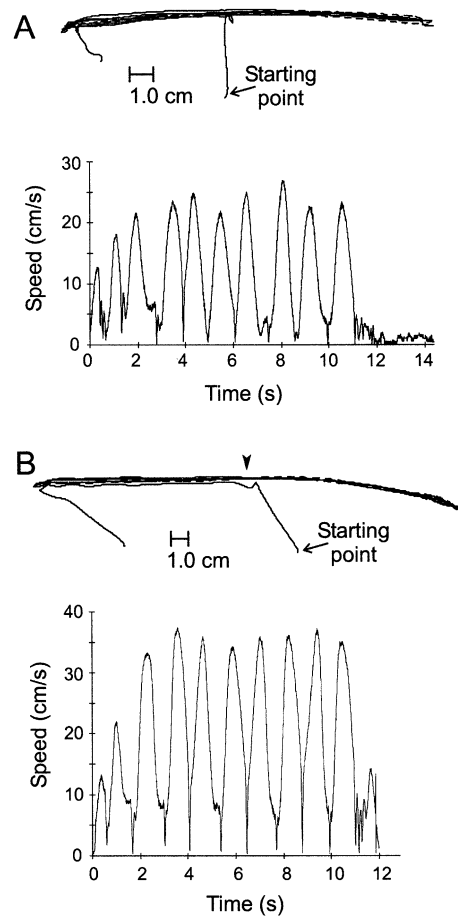 A
Starting
point
1.0 cm
30
20
10
0
Speed (cm/s)
0 2 4 6 8 10 12 14
Time (s)
B
Starting
point
1.0 cm
40
30
20
10
0
Speed (cm/s)
0 2 4 6 8 10 12
Time (s)